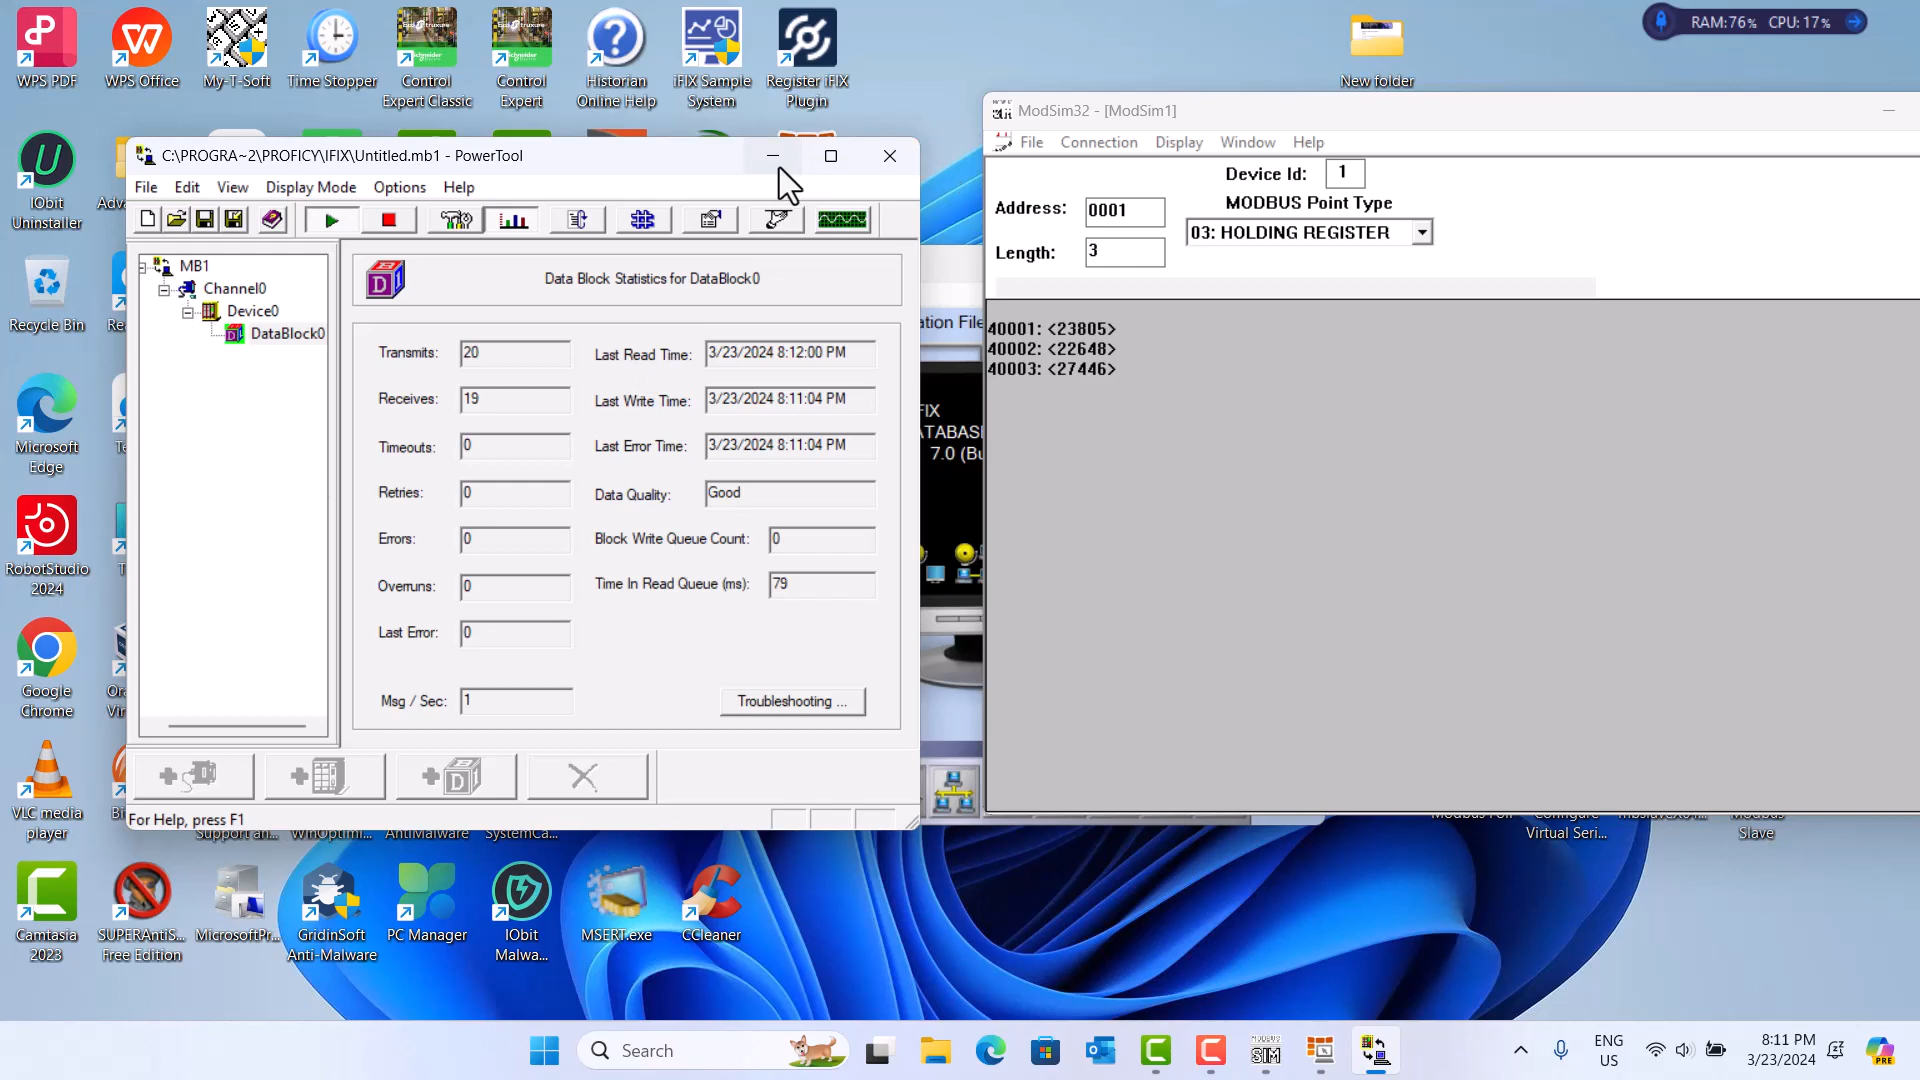 WPS PDF
WPS Office
My-T-Soft
Time Stopper
Control
Expert Classic
Control
Expert
Historian
Online Help
iFIX Sample
System
Register iFIX
Plugin
New folder
RAM:76% CPU:17%
IObit
Uninstaller
Recycle Bin
Microsoft
Edge
RobotStudio
2024
Google
Chrome
VLC media
player
Camtasia
2023
SUPERAntiS...
Free Edition
MicrosoftPr...
GridinSoft
Anti-Malware
PC Manager
IObit
Malwa...
MSERT.exe
CCleaner
C:\PROGRA~2\PROFICY\IFIX\Untitled.mb1 - PowerTool
File Edit View Display Mode Options Help
MB1
Channel0
Device0
DataBlock0
Data Block Statistics for DataBlock0
Transmits: 20
Last Read Time: 3/23/2024 8:12:00 PM
Receives: 19
Last Write Time: 3/23/2024 8:11:04 PM
Timeouts: 0
Last Error Time: 3/23/2024 8:11:04 PM
Retries: 0
Data Quality: Good
Errors: 0
Block Write Queue Count: 0
Overruns: 0
Time In Read Queue (ms): 79
Last Error: 0
Msg / Sec: 1
Troubleshooting ...
For Help, press F1
ation File
7.0 (Bu
ModSim32 - [ModSim1]
File Connection Display Window Help
Device Id: 1
Address: 0001
MODBUS Point Type
03: HOLDING REGISTER
Length: 3
40001: <23805>
40002: <22648>
40003: <27446>
Virtual Seri...
Slave
Search
MODBUS
SIM
ENG
US
8:11 PM
3/23/2024
PRE